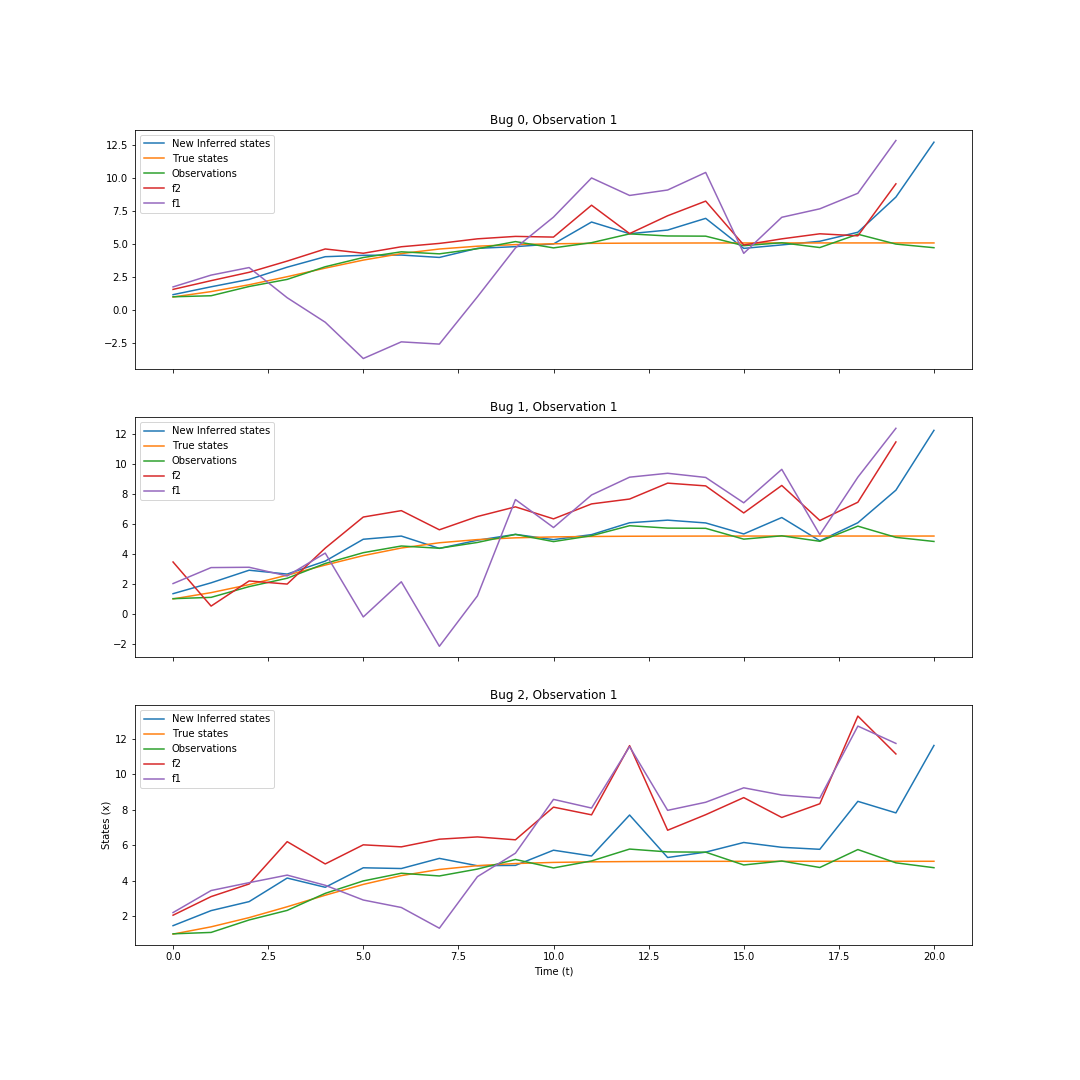 Bug 0, Observation 1
New Inferred states
True states
Observations
f2
f1
12.5
10.0
7.5
5.0
2.5
0.0
−2.5
Bug 1, Observation 1
New Inferred states
True states
Observations
f2
f1
12
10
8
6
4
2
0
−2
Bug 2, Observation 1
New Inferred states
True states
Observations
f2
f1
12
10
8
6
4
2
States (x)
0.0 2.5 5.0 7.5 10.0 12.5 15.0 17.5 20.0
Time (t)